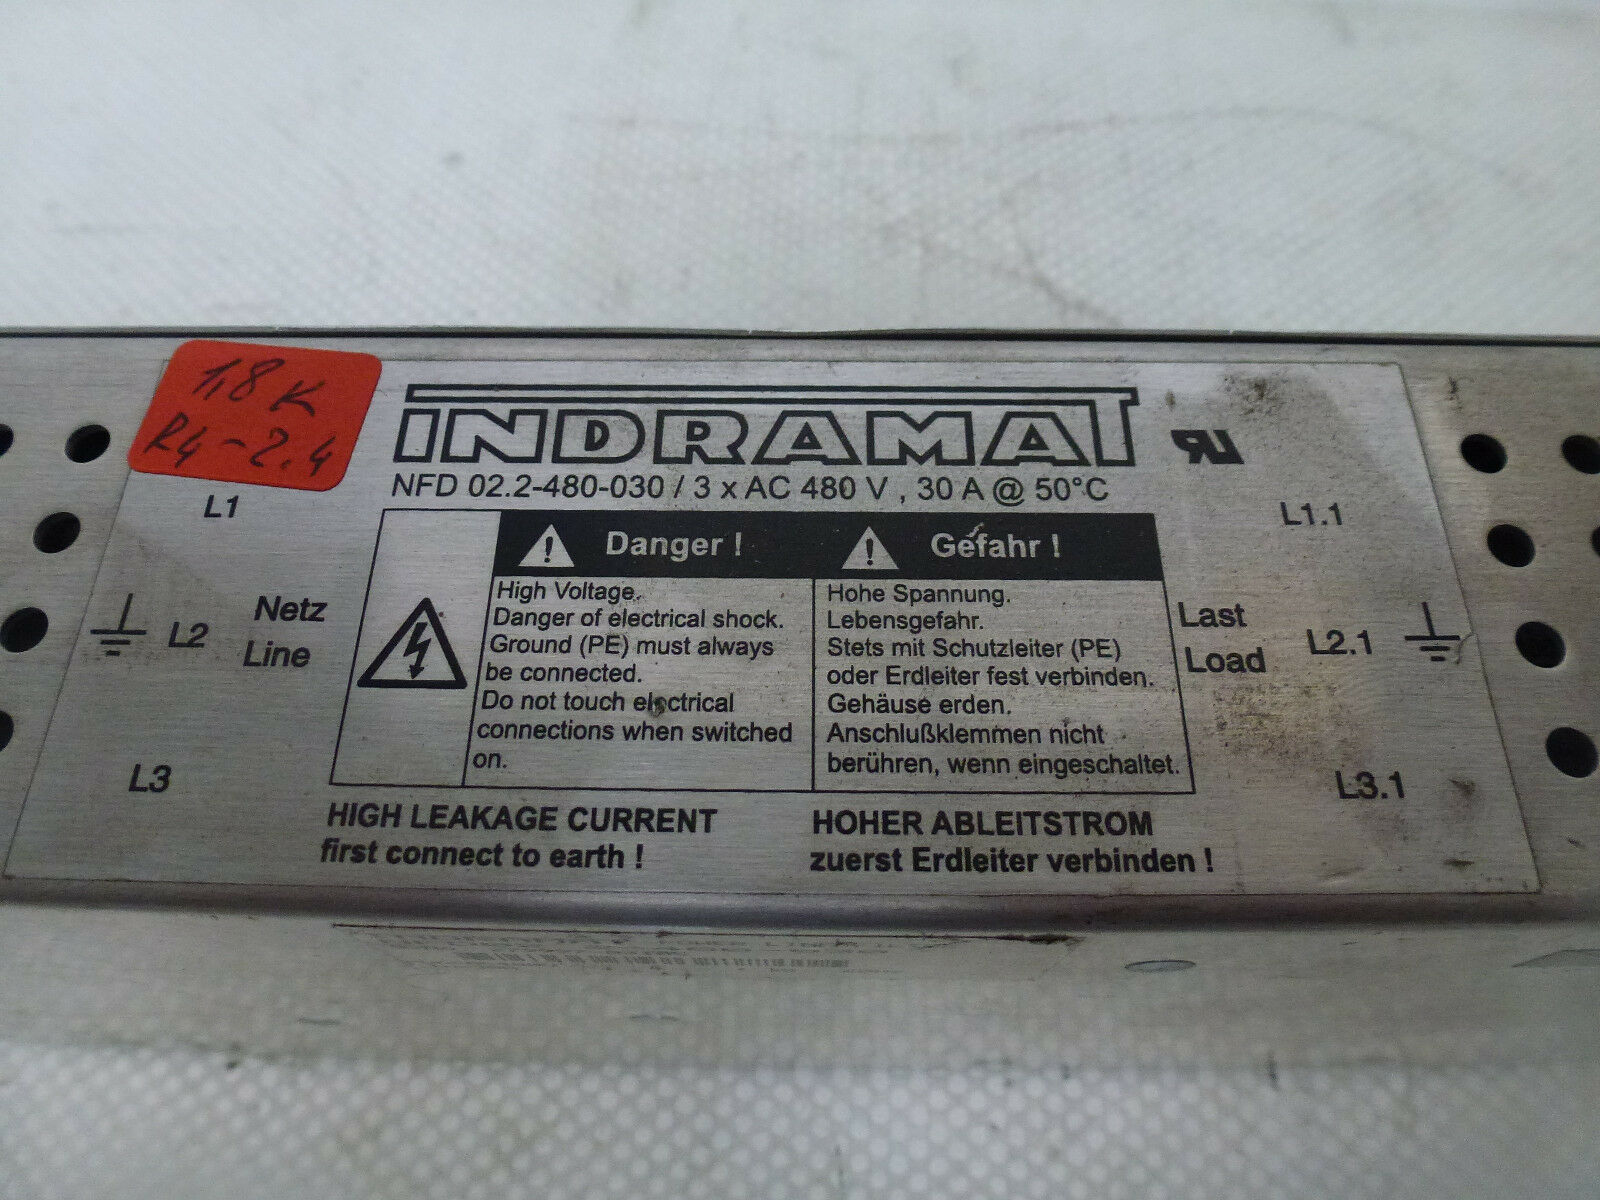 1,8 K
R4-2.4
INDRAMAT
NFD 02.2-480-030 / 3 x AC 480 V , 30 A @ 50°C
L1
L1.1
Danger !
Gefahr !
High Voltage.
Danger of electrical shock.
Ground (PE) must always
be connected.
Do not touch electrical
connections when switched
on.
Hohe Spannung.
Lebensgefahr.
Stets mit Schutzleiter (PE)
oder Erdleiter fest verbinden.
Gehäuse erden.
Anschlußklemmen nicht
berühren, wenn eingeschaltet.
L2
Netz
Line
Last
Load
L2.1
L3
L3.1
HIGH LEAKAGE CURRENT
first connect to earth !
HOHER ABLEITSTROM
zuerst Erdleiter verbinden !